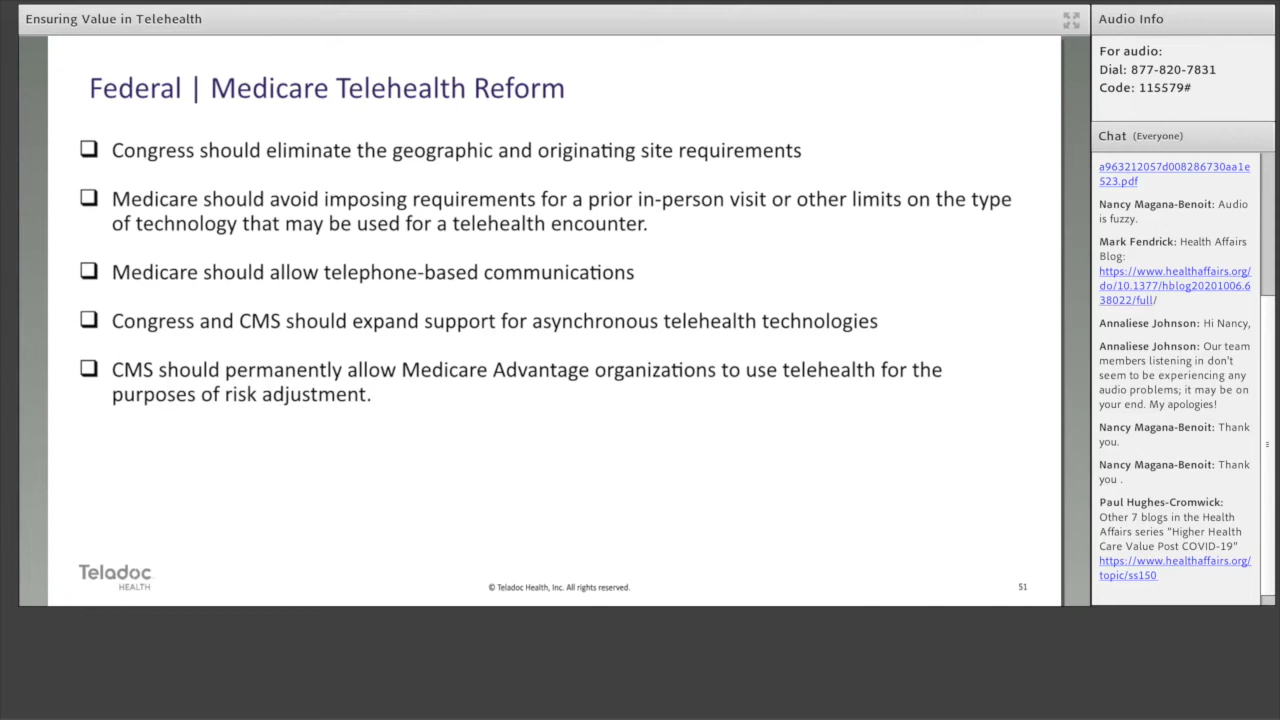 Ensuring Value in Telehealth
Federal | Medicare Telehealth Reform
Congress should eliminate the geographic and originating site requirements
Medicare should avoid imposing requirements for a prior in-person visit or other limits on the type
of technology that may be used for a telehealth encounter.
Medicare should allow telephone-based communications
Congress and CMS should expand support for asynchronous telehealth technologies
CMS should permanently allow Medicare Advantage organizations to use telehealth for the
purposes of risk adjustment.
Teladoc
HEALTH
© Teladoc Health, Inc. All rights reserved.
51
Audio Info
For audio:
Dial: 877-820-7831
Code: 115579#
Chat (Everyone)
a963212057d008286730aa1e
523.pdf
Nancy Magana-Benoit: Audio
is fuzzy.
Mark Fendrick: Health Affairs
Blog:
https://www.healthaffairs.org/
do/10.1377/hblog20201006.6
38022/full/
Annaliese Johnson: Hi Nancy,
Annaliese Johnson: Our team
members listening in don't
seem to be experiencing any
audio problems; it may be on
your end. My apologies!
Nancy Magana-Benoit: Thank
you.
Nancy Magana-Benoit: Thank
you .
Paul Hughes-Cromwick:
Other 7 blogs in the Health
Affairs series "Higher Health
Care Value Post COVID-19"
https://www.healthaffairs.org/
topic/ss150